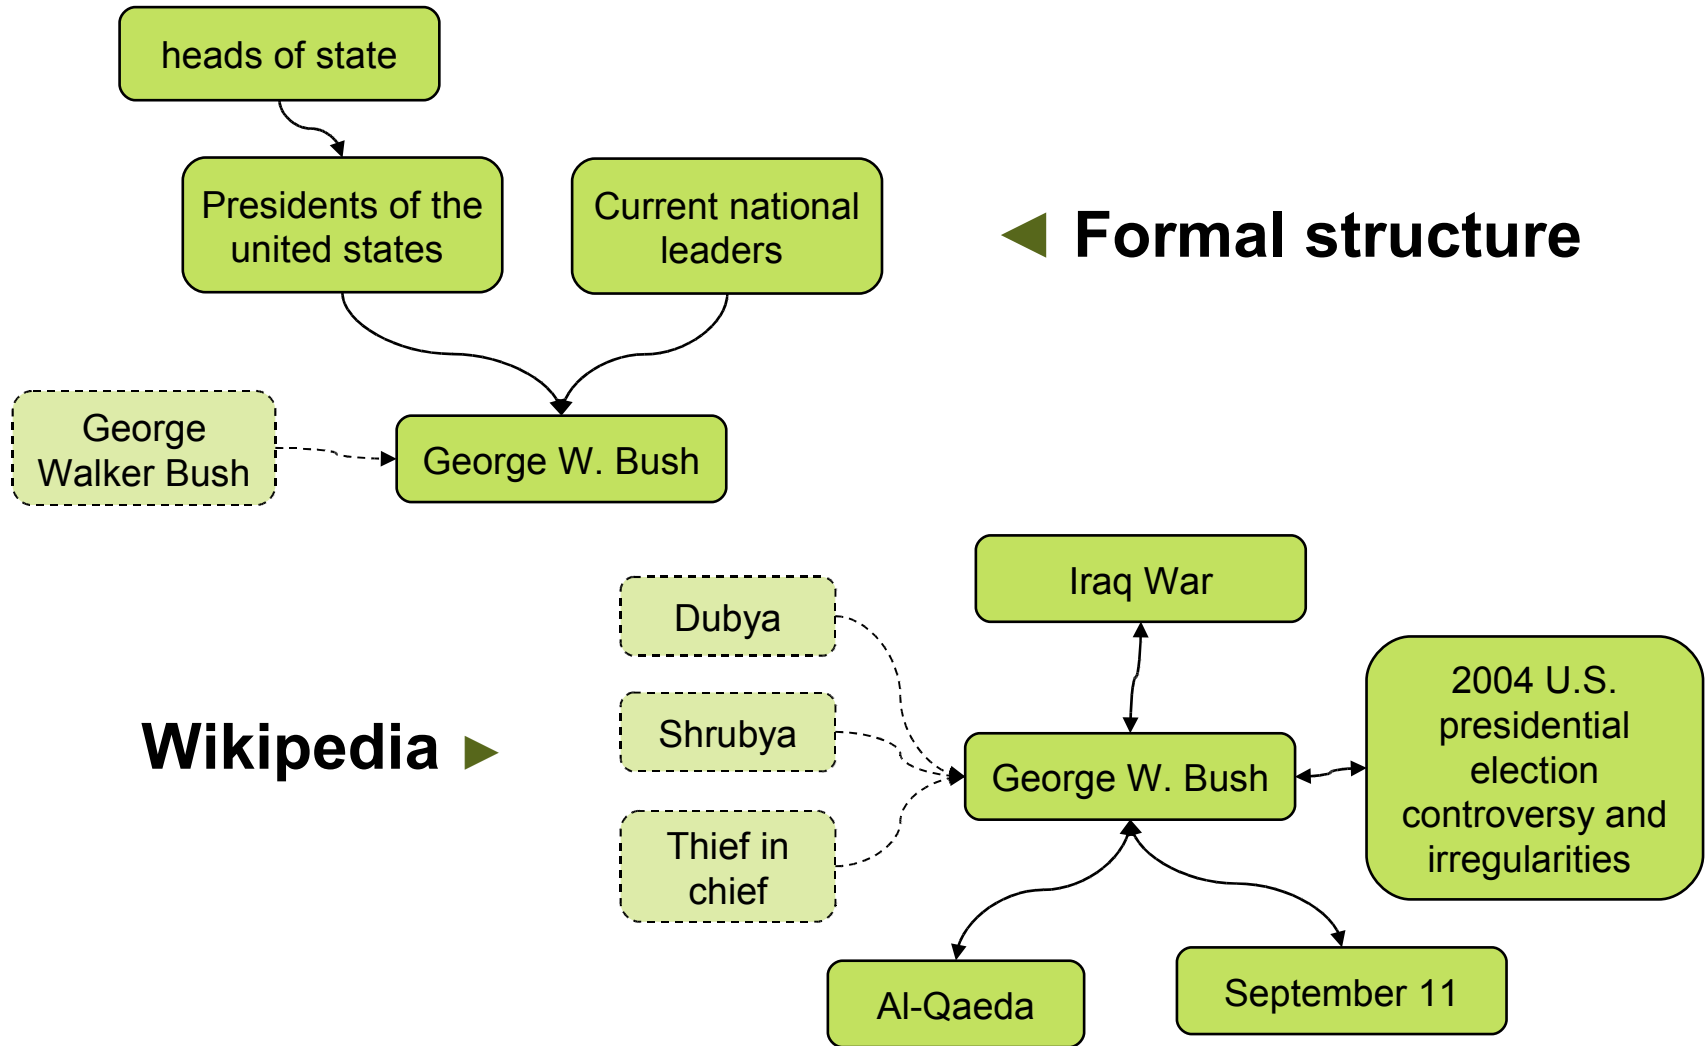 heads of state
Presidents of the
united states
Current national
leaders
◄ Formal structure
George
Walker Bush
George W. Bush
Iraq War
Dubya
Shrubya
Thief in
chief
Wikipedia ►
George W. Bush
2004 U.S.
presidential
election
controversy and
irregularities
Al-Qaeda
September 11